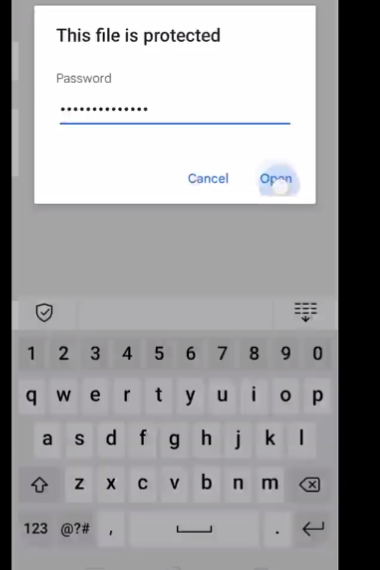 This file is protected
Password
••••••••••••••
Cancel Open
1 2 3 4 5 6 7 8 9 0
q w e r t y u i o p
a s d f g h j k l
z x c v b n m
123 @?# , .